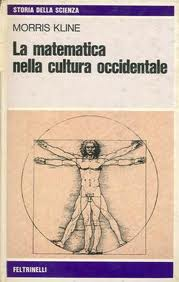 STORIA DELLA SCIENZA
MORRIS KLINE
La matematica
nella cultura occidentale
FELTRINELLI